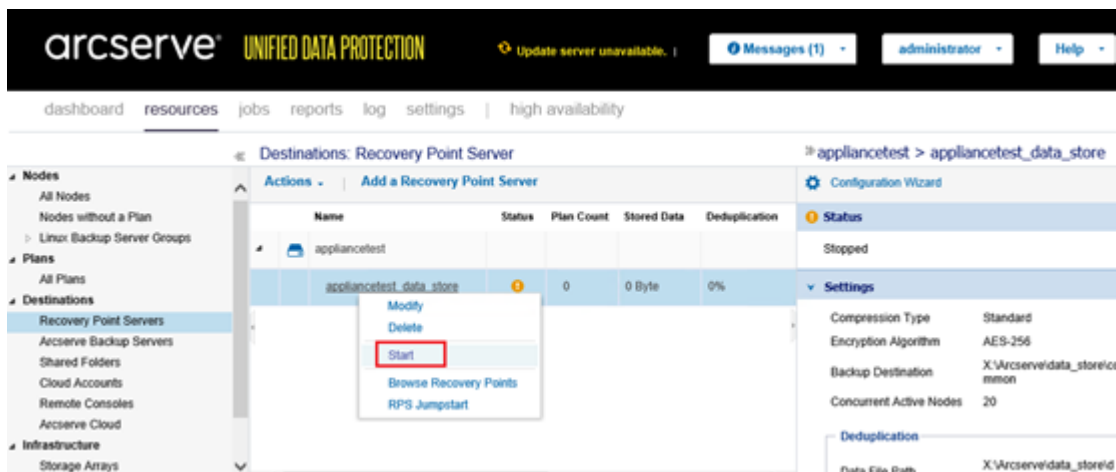 arcserve® UNIFIED DATA PROTECTION Update server unavailable. | Messages (1) administrator Help
dashboard resources jobs reports log settings | high availability
Destinations: Recovery Point Server
appliancetest > appliancetest_data_store
Nodes
All Nodes
Nodes without a Plan
Linux Backup Server Groups
Plans
All Plans
Destinations
Recovery Point Servers
Arcserve Backup Servers
Shared Folders
Cloud Accounts
Remote Consoles
Arcserve Cloud
Infrastructure
Storage Arrays
Actions | Add a Recovery Point Server
Name Status Plan Count Stored Data Deduplication
appliancetest
appliancetest_data_store 0 0 Byte 0%
Modify
Delete
Start
Browse Recovery Points
RPS Jumpstart
Configuration Wizard
Status
Stopped
Settings
Compression Type Standard
Encryption Algorithm AES-256
Backup Destination X:\Arcserve\data_store\co
mmon
Concurrent Active Nodes 20
Deduplication
Data File Path X:\Arcserve\data_store\d